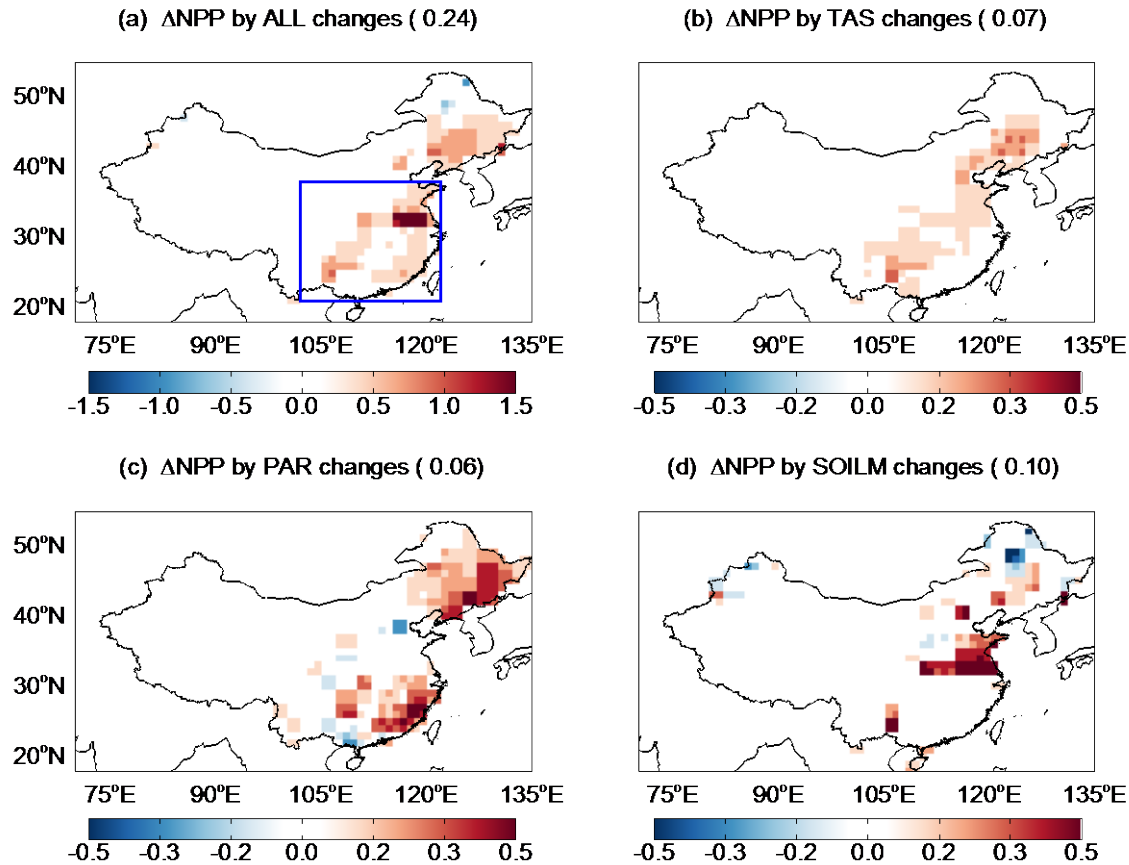 (a) ΔNPP by ALL changes ( 0.24)
(b) ΔNPP by TAS changes ( 0.07)
50°N
40°N
30°N
20°N
75°E 90°E 105°E 120°E 135°E
75°E 90°E 105°E 120°E 135°E
-1.5 -1.0 -0.5 0.0 0.5 1.0 1.5
-0.5 -0.3 -0.2 0.0 0.2 0.3 0.5
(c) ΔNPP by PAR changes ( 0.06)
(d) ΔNPP by SOILM changes ( 0.10)
50°N
40°N
30°N
20°N
75°E 90°E 105°E 120°E 135°E
75°E 90°E 105°E 120°E 135°E
-0.5 -0.3 -0.2 0.0 0.2 0.3 0.5
-0.5 -0.3 -0.2 0.0 0.2 0.3 0.5